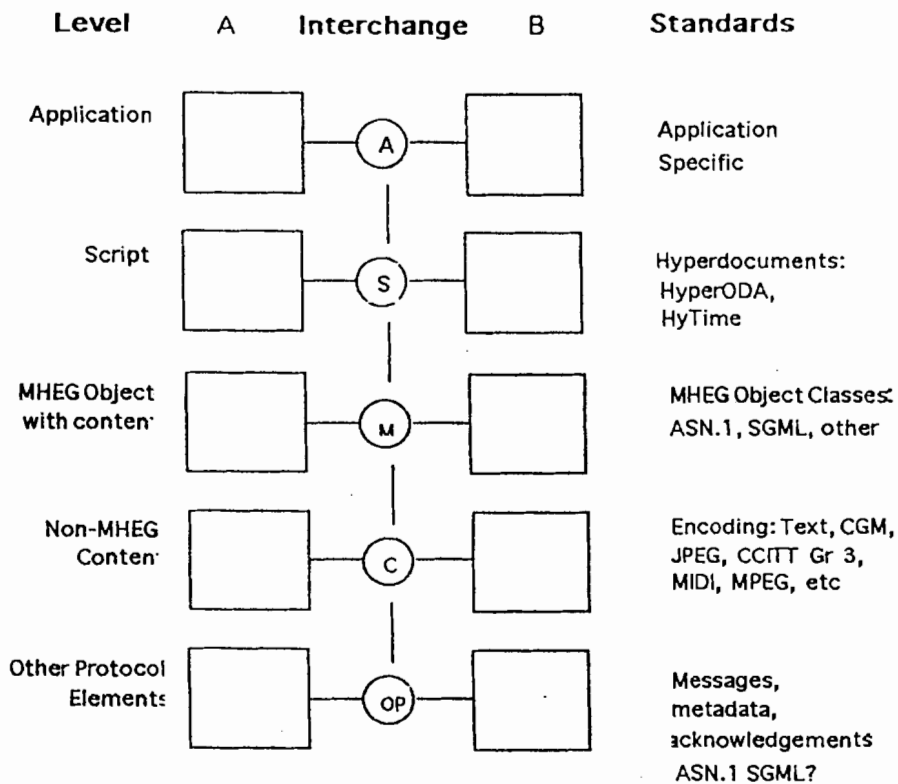 Level A Interchange B Standards
Application
A
Application
Specific
Script
S
Hyperdocuments:
HyperODA,
HyTime
MHEG Object
with conten
M
MHEG Object Classes:
ASN.1, SGML, other
Non-MHEG
Conten
C
Encoding: Text, CGM,
JPEG, CCITT Gr 3,
MIDI, MPEG, etc
Other Protocol
Elements
OP
Messages,
metadata,
acknowledgements
ASN.1 SGML?